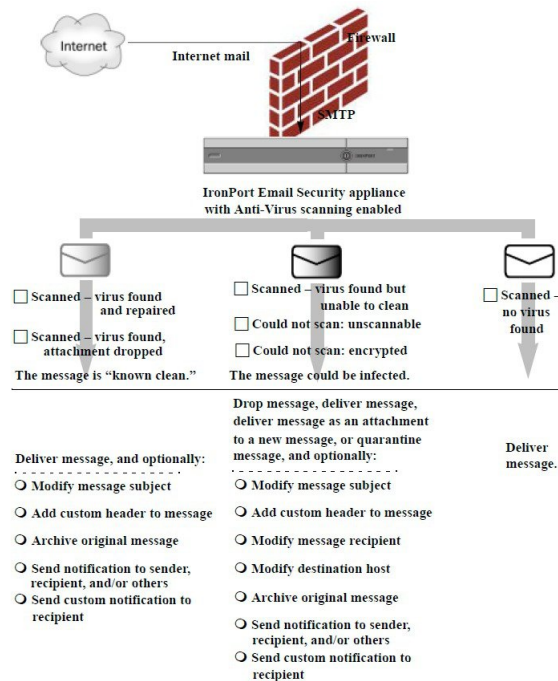 Internet
Internet mail
Firewall
SMTP
IRONPORT
IronPort Email Security appliance
with Anti-Virus scanning enabled
Scanned – virus found
and repaired
Scanned – virus found,
attachment dropped
The message is “known clean.”
Scanned – virus found but
unable to clean
Could not scan: unscannable
Could not scan: encrypted
The message could be infected.
Scanned –
no virus
found
Deliver message, and optionally:
Modify message subject
Add custom header to message
Archive original message
Send notification to sender,
recipient, and/or others
Send custom notification to
recipient
Drop message, deliver message,
deliver message as an attachment
to a new message, or quarantine
message, and optionally:
Modify message subject
Add custom header to message
Modify message recipient
Modify destination host
Archive original message
Send notification to sender,
recipient, and/or others
Send custom notification to
recipient
Deliver
message.